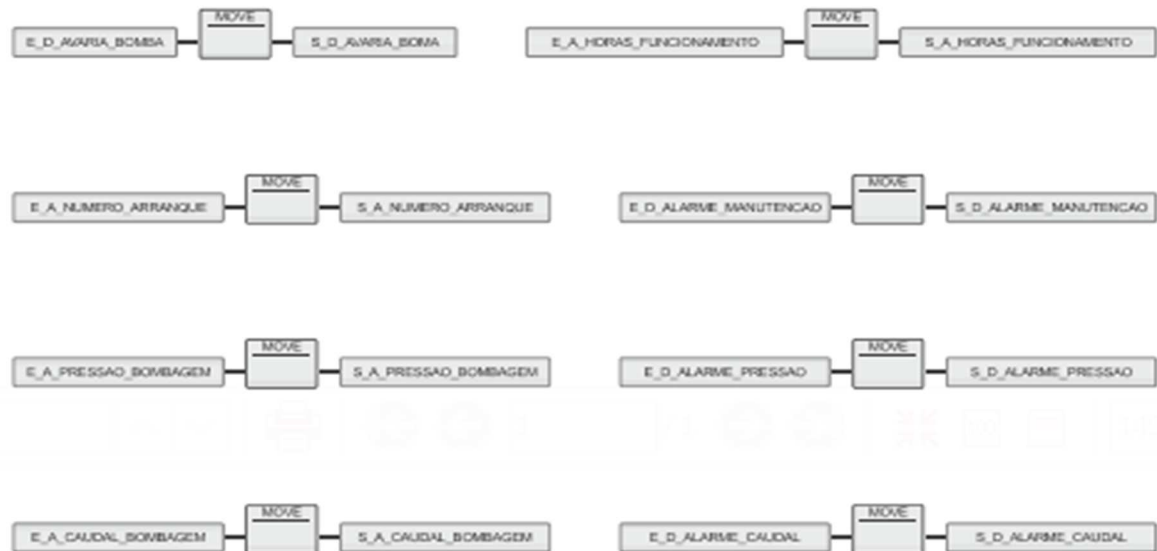 MOVE MOVE
E_D_AVARIA_BOMBA S_D_AVARIA_BOMA E_A_HORAS_FUNCIONAMENTO S_A_HORAS_FUNCIONAMENTO
MOVE MOVE
E_A_NUMERO_ARRANQUE S_A_NUMERO_ARRANQUE E_D_ALARME_MANUTENCAO S_D_ALARME_MANUTENCAO
MOVE MOVE
E_A_PRESSAO_BOMBAGEM S_A_PRESSAO_BOMBAGEM E_D_ALARME_PRESSAO S_D_ALARME_PRESSAO
MOVE MOVE
E_A_CAUDAL_BOMBAGEM S_A_CAUDAL_BOMBAGEM E_D_ALARME_CAUDAL S_D_ALARME_CAUDAL